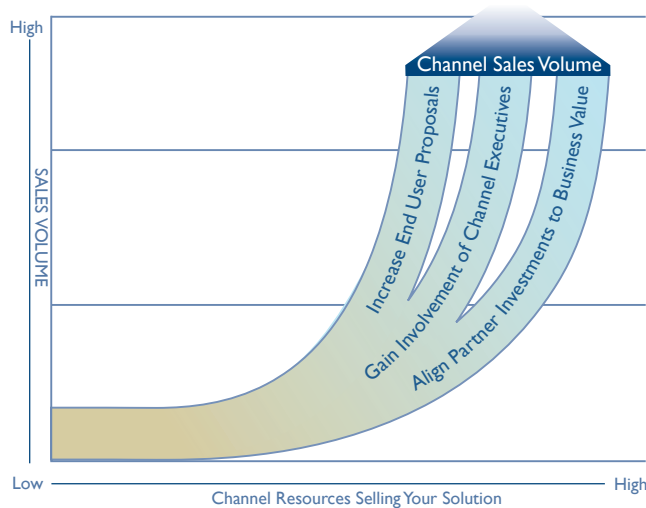 High
Channel Sales Volume
Increase End User Proposals
Gain Involvement of Channel Executives
Align Partner Investments to Business Value
SALES VOLUME
Low
High
Channel Resources Selling Your Solution